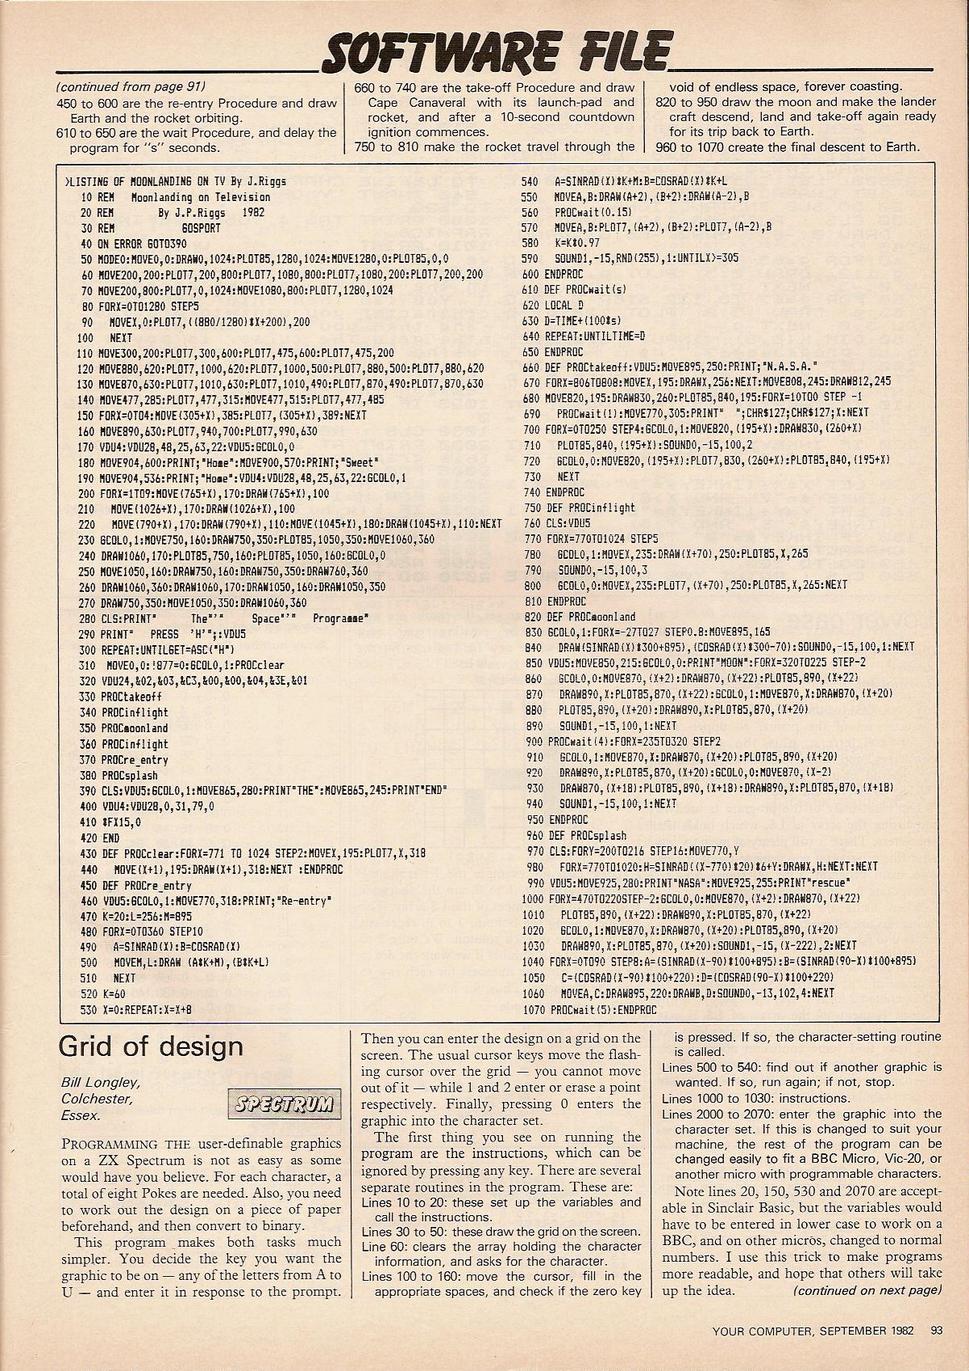 SOFTWARE FILE
(continued from page 91)
450 to 600 are the re-entry Procedure and draw
Earth and the rocket orbiting.
610 to 650 are the wait Procedure, and delay the
program for "s" seconds.
660 to 740 are the take-off Procedure and draw
Cape Canaveral with its launch-pad and
rocket, and after a 10-second countdown
ignition commences.
750 to 810 make the rocket travel through the
void of endless space, forever coasting.
820 to 950 draw the moon and make the lander
craft descend, land and take-off again ready
for its trip back to Earth.
960 to 1070 create the final descent to Earth.
>LISTING OF MOONLANDING ON TV By J.Riggs
10 REM   Moonlanding on Television
20 REM        By J.P.Riggs   1982
30 REM            GOSPORT
40 ON ERROR GOTO390
50 MODE0:MOVE0,0:DRAW0,1024:PLOT85,1280,1024:MOVE1280,0:PLOT85,0,0
60 MOVE200,200:PLOT7,200,800:PLOT7,1080,800:PLOT7,1080,200:PLOT7,200,200
70 MOVE200,800:PLOT7,0,1024:MOVE1080,800:PLOT7,1280,1024
80 FORX=0TO1280 STEP5
90   MOVEX,0:PLOT7,((880/1280)*X+200),200
100   NEXT
110 MOVE300,200:PLOT7,300,600:PLOT7,475,600:PLOT7,475,200
120 MOVE880,620:PLOT7,1000,620:PLOT7,1000,500:PLOT7,880,500:PLOT7,880,620
130 MOVE870,630:PLOT7,1010,630:PLOT7,1010,490:PLOT7,870,490:PLOT7,870,630
140 MOVE477,285:PLOT7,477,315:MOVE477,515:PLOT7,477,485
150 FORX=0TO4:MOVE(305+X),385:PLOT7,(305+X),389:NEXT
160 MOVE890,630:PLOT7,940,700:PLOT7,990,630
170 VDU4:VDU28,48,25,63,22:VDU5:GCOL0,0
180 MOVE904,600:PRINT;"Home":MOVE900,570:PRINT;"Sweet"
190 MOVE904,536:PRINT;"Home":VDU4:VDU28,48,25,63,22:GCOL0,1
200 FORX=1TO9:MOVE(765+X),170:DRAW(765+X),100
210   MOVE(1026+X),170:DRAW(1026+X),100
220   MOVE(790+X),170:DRAW(790+X),110:MOVE(1045+X),180:DRAW(1045+X),110:NEXT
230 GCOL0,1:MOVE750,160:DRAW750,350:PLOT85,1050,350:MOVE1060,360
240 DRAW1060,170:PLOT85,750,160:PLOT85,1050,160:GCOL0,0
250 MOVE1050,160:DRAW750,160:DRAW750,350:DRAW760,360
260 DRAW1060,360:DRAW1060,170:DRAW1050,160:DRAW1050,350
270 DRAW750,350:MOVE1050,350:DRAW1060,360
280 CLS:PRINT"     The"'"     Space"'"   Programme"
290 PRINT"   PRESS  'H'";:VDU5
300 REPEAT:UNTILGET=ASC("H")
310   MOVE0,0:!877=0:GCOL0,1:PROCclear
320 VDU24,&02,&03,&C3,&00,&00,&04,&3E,&01
330 PROCtakeoff
340 PROCinflight
350 PROCmoonland
360 PROCinflight
370 PROCre_entry
380 PROCsplash
390 CLS:VDU5:GCOL0,1:MOVE865,280:PRINT"THE":MOVE865,245:PRINT"END"
400 VDU4:VDU28,0,31,79,0
410 *FX15,0
420 END
430 DEF PROCclear:FORX=771 TO 1024 STEP2:MOVEX,195:PLOT7,X,318
440   MOVE(X+1),195:DRAW(X+1),318:NEXT :ENDPROC
450 DEF PROCre_entry
460 VDU5:GCOL0,1:MOVE770,318:PRINT;"Re-entry"
470 K=20:L=256:M=895
480 FORX=0TO360 STEP10
490   A=SINRAD(X):B=COSRAD(X)
500   MOVEM,L:DRAW (A*K+M),(B*K+L)
510   NEXT
520 K=60
530 X=0:REPEAT:X=X+8
540   A=SINRAD(X)*K+M:B=COSRAD(X)*K+L
550   MOVEA,B:DRAW(A+2),(B+2):DRAW(A-2),B
560   PROCwait(0.15)
570   MOVEA,B:PLOT7,(A+2),(B+2):PLOT7,(A-2),B
580   K=K*0.97
590   SOUND1,-15,RND(255),1:UNTILX>=305
600 ENDPROC
610 DEF PROCwait(s)
620 LOCAL D
630 D=TIME+(100*s)
640 REPEAT:UNTILTIME=D
650 ENDPROC
660 DEF PROCtakeoff:VDU5:MOVE895,250:PRINT;"N.A.S.A."
670 FORX=806TO808:MOVEX,195:DRAWX,256:NEXT:MOVE808,245:DRAW812,245
680 MOVE820,195:DRAW830,260:PLOT85,840,195:FORX=10TO0 STEP -1
690   PROCwait(1):MOVE770,305:PRINT"  ";CHR$127;CHR$127;X:NEXT
700 FORX=0TO250 STEP4:GCOL0,1:MOVE820,(195+X):DRAW830,(260+X)
710   PLOT85,840,(195+X):SOUND0,-15,100,2
720   GCOL0,0:MOVE820,(195+X):PLOT7,830,(260+X):PLOT85,840,(195+X)
730   NEXT
740 ENDPROC
750 DEF PROCinflight
760 CLS:VDU5
770 FORX=770TO1024 STEP5
780   GCOL0,1:MOVEX,235:DRAW(X+70),250:PLOT85,X,265
790   SOUND0,-15,100,3
800   GCOL0,0:MOVEX,235:PLOT7,(X+70),250:PLOT85,X,265:NEXT
810 ENDPROC
820 DEF PROCmoonland
830 GCOL0,1:FORX=-27TO27 STEP0.8:MOVE895,165
840   DRAW(SINRAD(X)*300+895),(COSRAD(X)*300-70):SOUND0,-15,100,1:NEXT
850 VDU5:MOVE850,215:GCOL0,0:PRINT"MOON":FORX=320TO225 STEP-2
860   GCOL0,0:MOVE870,(X+2):DRAW870,(X+22):PLOT85,890,(X+22)
870   DRAW890,X:PLOT85,870,(X+22):GCOL0,1:MOVE870,X:DRAW870,(X+20)
880   PLOT85,890,(X+20):DRAW890,X:PLOT85,870,(X+20)
890   SOUND1,-15,100,1:NEXT
900 PROCwait(4):FORX=235TO320 STEP2
910   GCOL0,1:MOVE870,X:DRAW870,(X+20):PLOT85,890,(X+20)
920   DRAW890,X:PLOT85,870,(X+20):GCOL0,0:MOVE870,(X-2)
930   DRAW870,(X+18):PLOT85,890,(X+18):DRAW890,X:PLOT85,870,(X+18)
940   SOUND1,-15,100,1:NEXT
950 ENDPROC
960 DEF PROCsplash
970 CLS:FORY=200TO216 STEP16:MOVE770,Y
980   FORX=770TO1020:H=SINRAD((X-770)*20)*6+Y:DRAWX,H:NEXT:NEXT
990 VDU5:MOVE925,280:PRINT"NASA":MOVE925,255:PRINT"rescue"
1000 FORX=470TO220STEP-2:GCOL0,0:MOVE870,(X+2):DRAW870,(X+22)
1010   PLOT85,890,(X+22):DRAW890,X:PLOT85,870,(X+22)
1020   GCOL0,1:MOVE870,X:DRAW870,(X+20):PLOT85,890,(X+20)
1030   DRAW890,X:PLOT85,870,(X+20):SOUND1,-15,(X-222),2:NEXT
1040 FORX=0TO90 STEP8:A=(SINRAD(X-90)*100+895):B=(SINRAD(90-X)*100+895)
1050   C=(COSRAD(X-90)*100+220):D=(COSRAD(90-X)*100+220)
1060   MOVEA,C:DRAW895,220:DRAWB,D:SOUND0,-13,102,4:NEXT
1070 PROCwait(5):ENDPROC
Grid of design
Bill Longley,
Colchester,
Essex.
SPECTRUM
PROGRAMMING THE user-definable graphics
on a ZX Spectrum is not as easy as some
would have you believe. For each character, a
total of eight Pokes are needed. Also, you need
to work out the design on a piece of paper
beforehand, and then convert to binary.
This program makes both tasks much
simpler. You decide the key you want the
graphic to be on — any of the letters from A to
U — and enter it in response to the prompt.
Then you can enter the design on a grid on the
screen. The usual cursor keys move the flash-
ing cursor over the grid — you cannot move
out of it — while 1 and 2 enter or erase a point
respectively. Finally, pressing 0 enters the
graphic into the character set.
The first thing you see on running the
program are the instructions, which can be
ignored by pressing any key. There are several
separate routines in the program. These are:
Lines 10 to 20: these set up the variables and
call the instructions.
Lines 30 to 50: these draw the grid on the screen.
Line 60: clears the array holding the character
information, and asks for the character.
Lines 100 to 160: move the cursor, fill in the
appropriate spaces, and check if the zero key
is pressed. If so, the character-setting routine
is called.
Lines 500 to 540: find out if another graphic is
wanted. If so, run again; if not, stop.
Lines 1000 to 1030: instructions.
Lines 2000 to 2070: enter the graphic into the
character set. If this is changed to suit your
machine, the rest of the program can be
changed easily to fit a BBC Micro, Vic-20, or
another micro with programmable characters.
Note lines 20, 150, 530 and 2070 are accept-
able in Sinclair Basic, but the variables would
have to be entered in lower case to work on a
BBC, and on other micros, changed to normal
numbers. I use this trick to make programs
more readable, and hope that others will take
up the idea.
(continued on next page)
YOUR COMPUTER, SEPTEMBER 1982   93